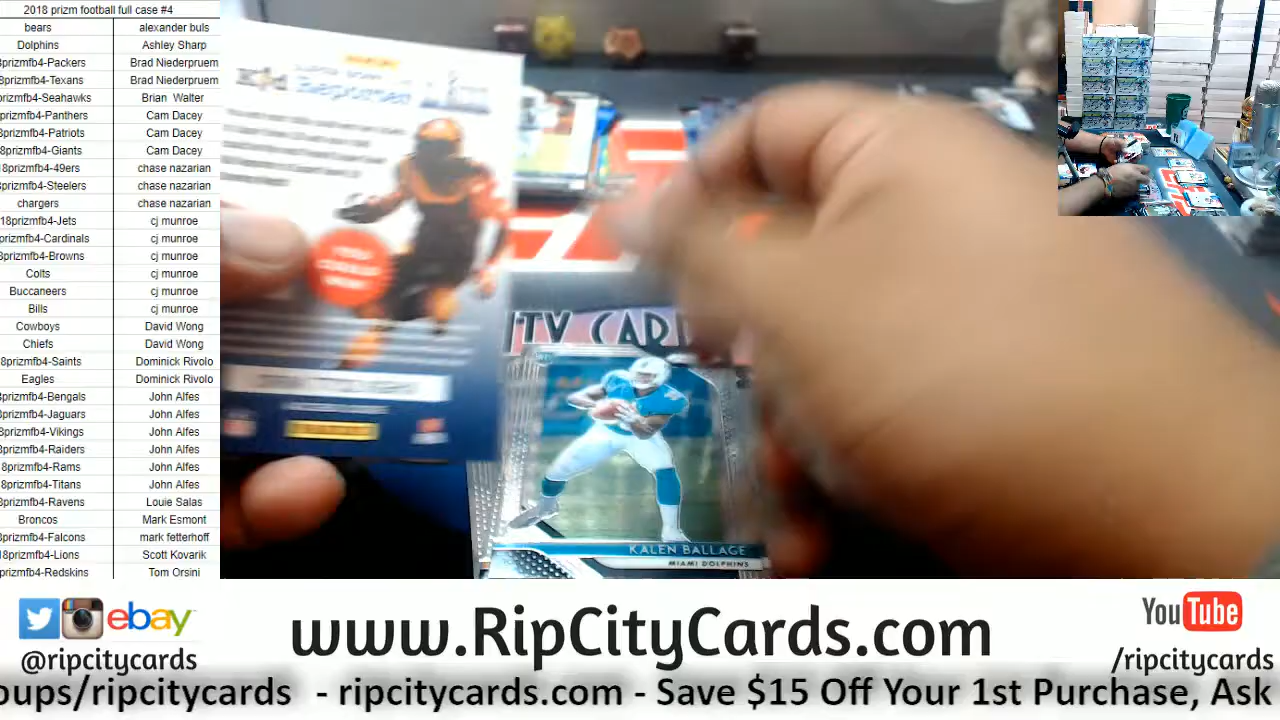 2018 prizm football full case #4
bears alexander buls
Dolphins Ashley Sharp
8prizmfb4-Packers Brad Niederpruem
8prizmfb4-Texans Brad Niederpruem
prizmfb4-Seahawks Brian Walter
8prizmfb4-Panthers Cam Dacey
8prizmfb4-Patriots Cam Dacey
8prizmfb4-Giants Cam Dacey
18prizmfb4-49ers chase nazarian
8prizmfb4-Steelers chase nazarian
chargers chase nazarian
18prizmfb4-Jets cj munroe
prizmfb4-Cardinals cj munroe
8prizmfb4-Browns cj munroe
Colts cj munroe
Buccaneers cj munroe
Bills cj munroe
Cowboys David Wong
Chiefs David Wong
8prizmfb4-Saints Dominick Rivolo
Eagles Dominick Rivolo
8prizmfb4-Bengals John Alfes
8prizmfb4-Jaguars John Alfes
8prizmfb4-Vikings John Alfes
8prizmfb4-Raiders John Alfes
8prizmfb4-Rams John Alfes
8prizmfb4-Titans John Alfes
8prizmfb4-Ravens Louie Salas
Broncos Mark Esmont
8prizmfb4-Falcons mark fetterhoff
18prizmfb4-Lions Scott Kovarik
prizmfb4-Redskins Tom Orsini
ITY CARD
KALEN BALLAGE
MIAMI DOLPHINS
ebay
@ripcitycards
www.RipCityCards.com
YouTube
/ripcitycards
oups/ripcitycards - ripcitycards.com - Save $15 Off Your 1st Purchase, Ask